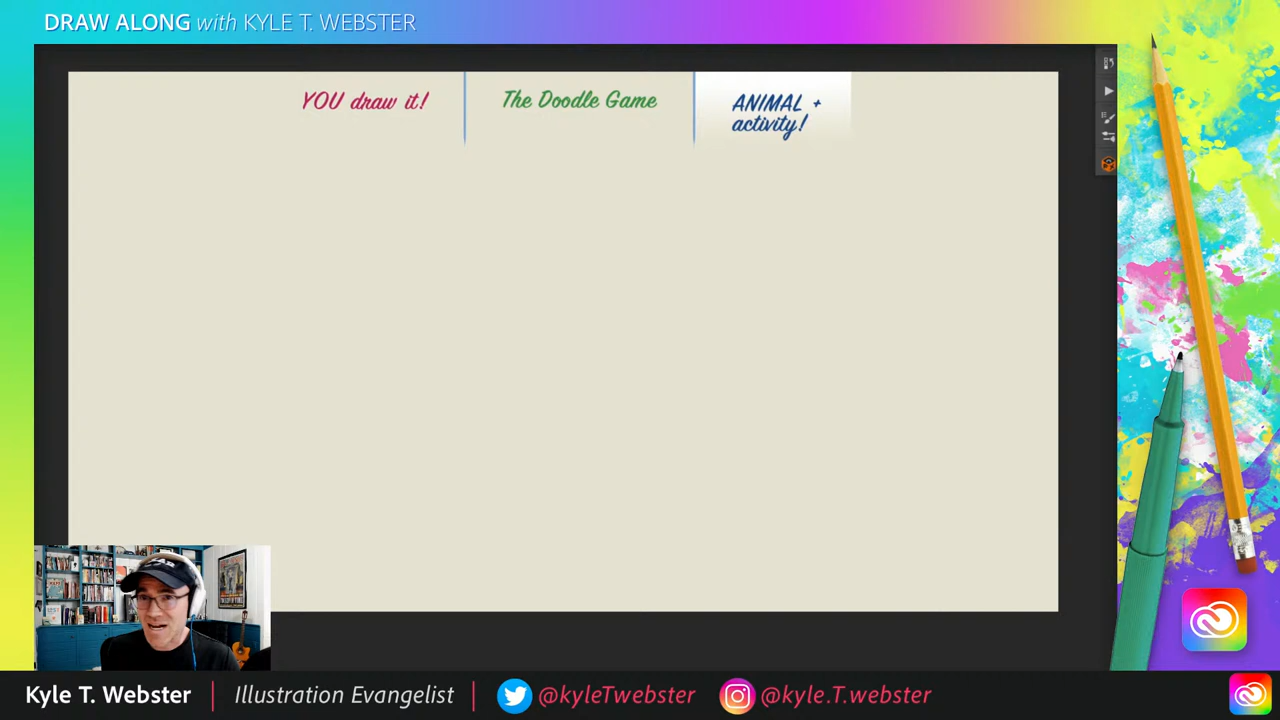 DRAW ALONG with KYLE T. WEBSTER
YOU draw it!
The Doodle Game
ANIMAL +
activity!
Kyle T. Webster | Illustration Evangelist | @kyleTwebster @kyle.T.webster